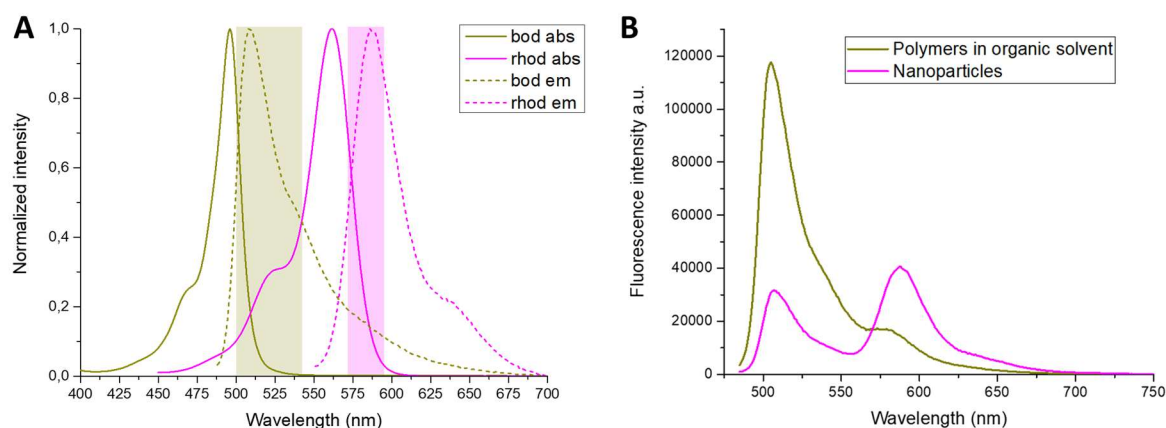 A
Normalized intensity
1,0
0,8
0,6
0,4
0,2
0,0
400 425 450 475 500 525 550 575 600 625 650 675 700
Wavelength (nm)
bod abs
rhod abs
bod em
rhod em
B
Fluorescence intensity a.u.
120000
100000
80000
60000
40000
20000
0
500 550 600 650 700 750
Wavelength (nm)
Polymers in organic solvent
Nanoparticles